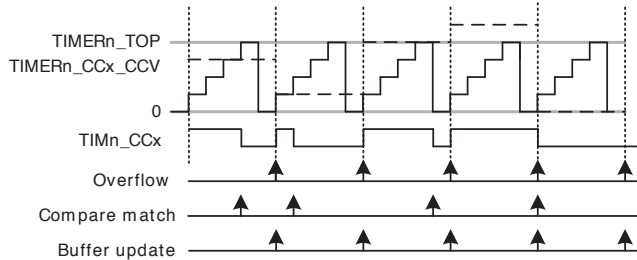 TIMERn_TOP
TIMERn_CCx_CCV
0
TIMn_CCx
Overflow
Compare match
Buffer update